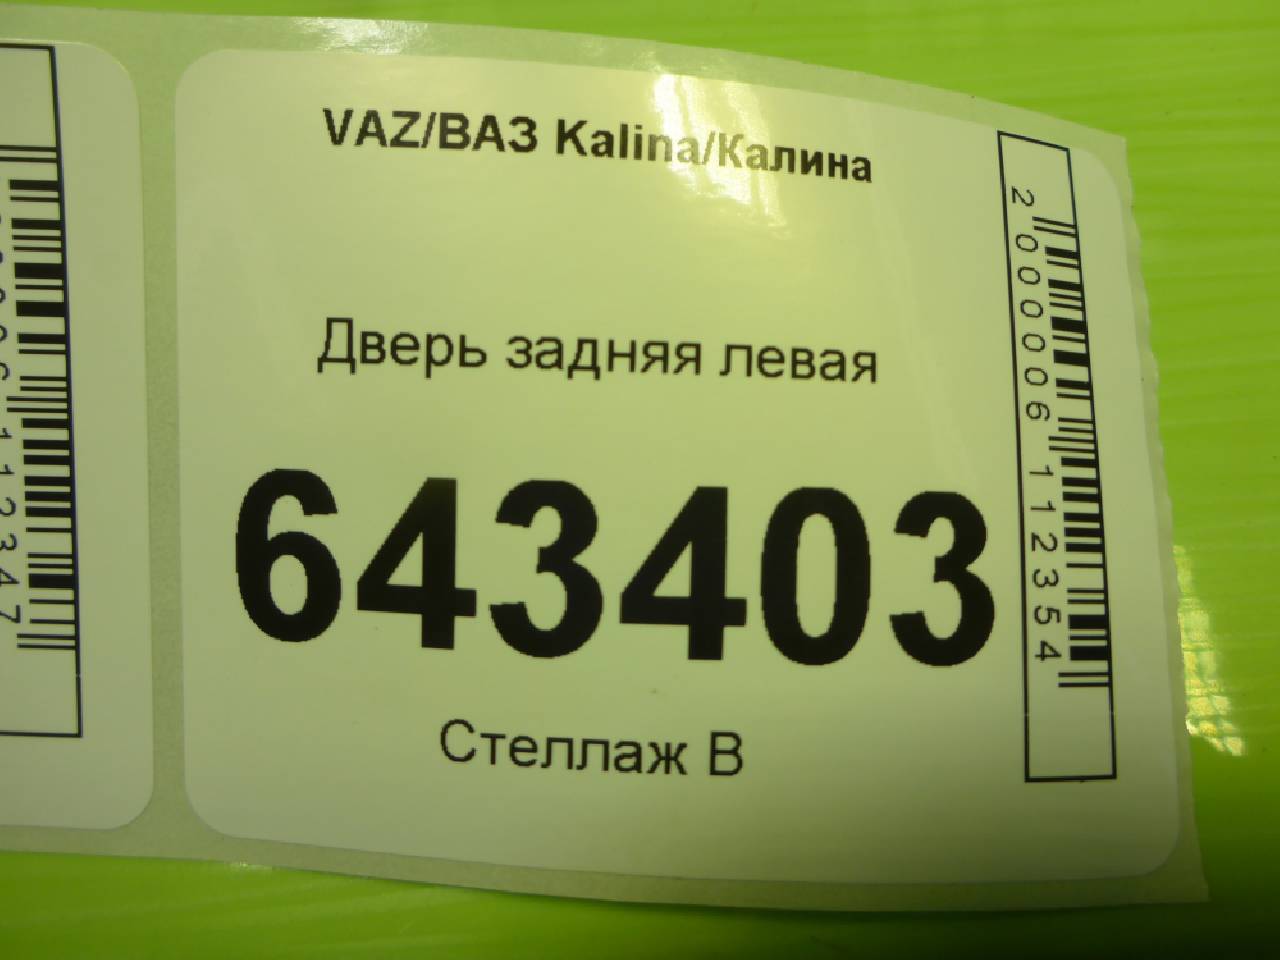 VAZ/ВАЗ Kalina/Калина
Дверь задняя левая
643403
Стеллаж В
2000006112354